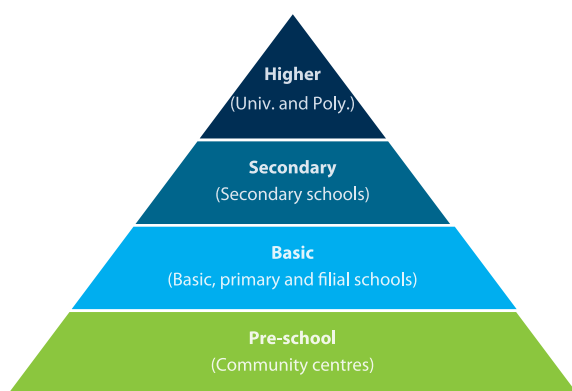 Higher
(Univ. and Poly.)
Secondary
(Secondary schools)
Basic
(Basic, primary and filial schools)
Pre-school
(Community centres)